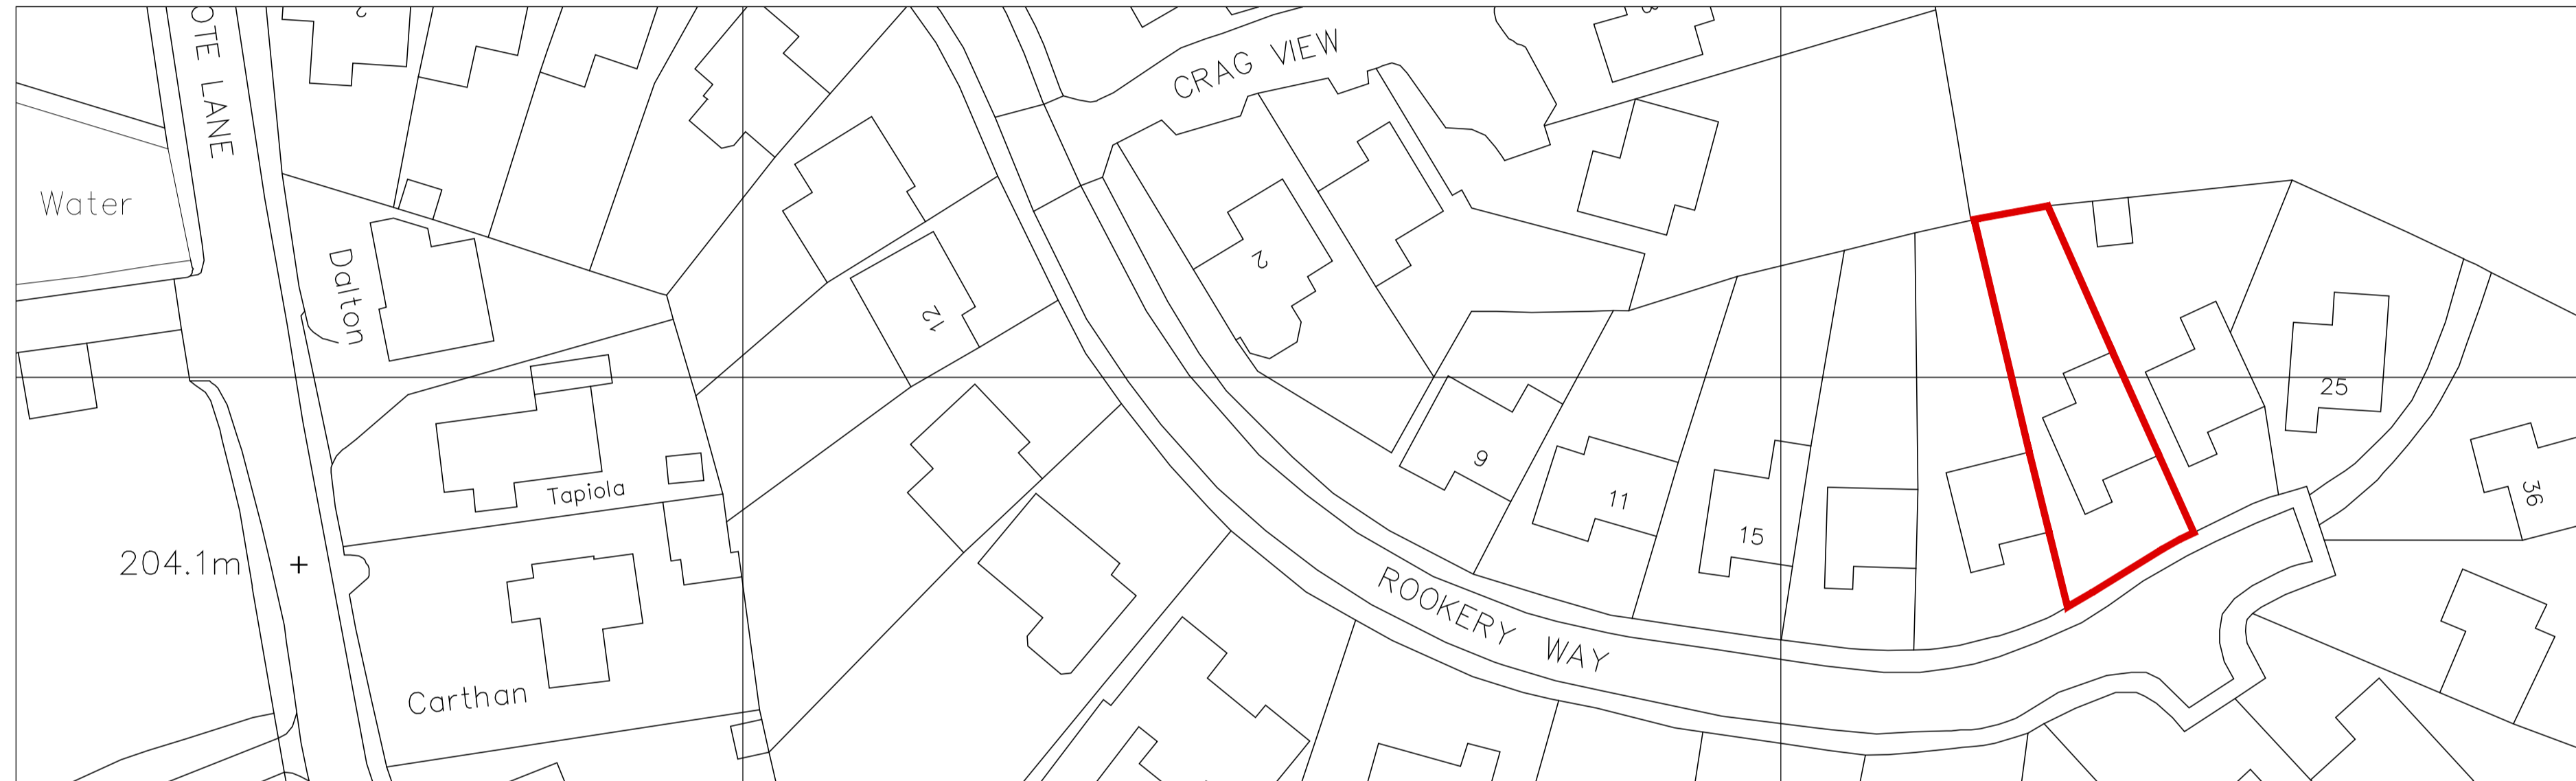 OTE LANE
CRAG VIEW
Water
Dalton
2
12
25
9
36
11
Tapiola
15
204.1m
ROOKERY WAY
Carthan